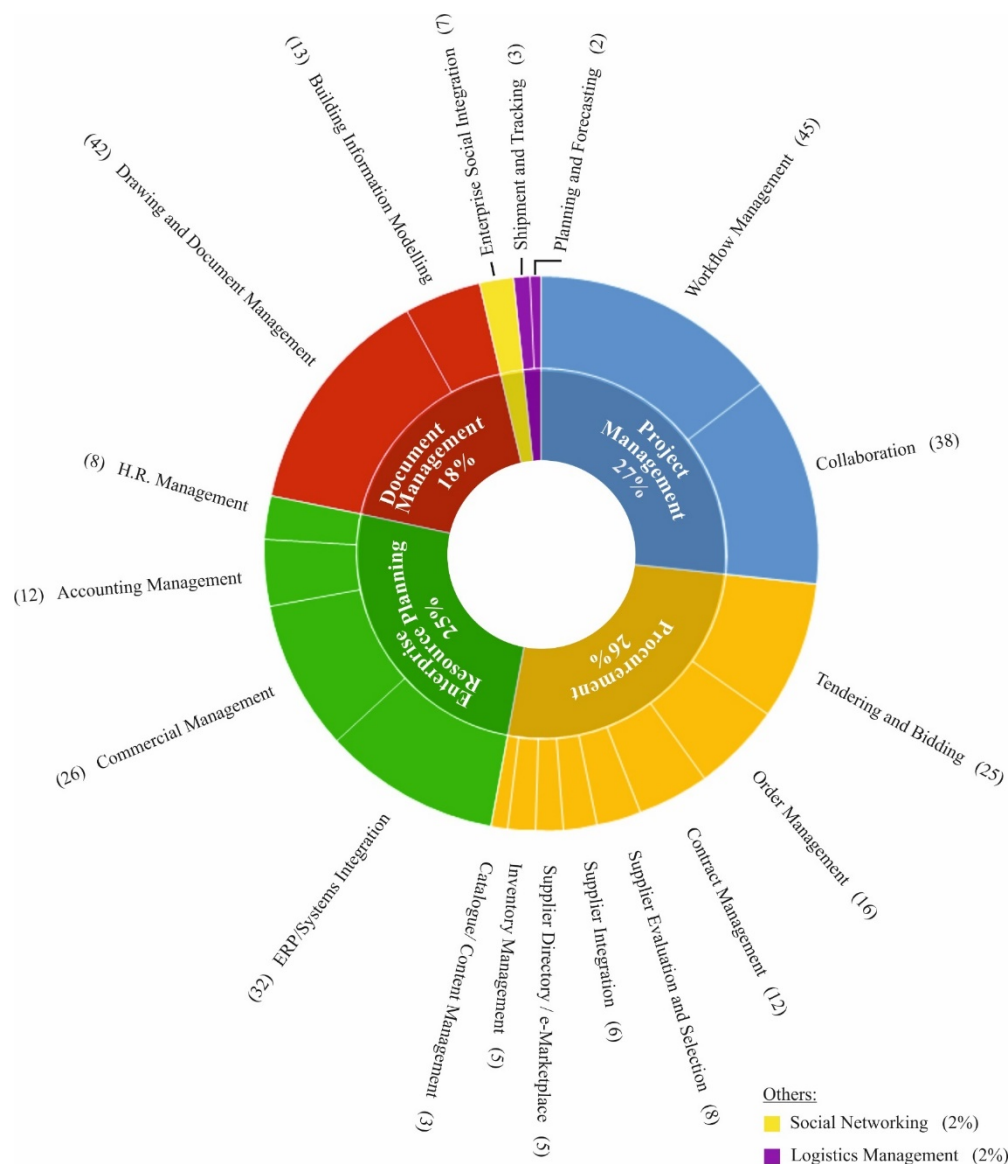 Workflow Management (45)
Collaboration (38)
Tendering and Bidding (25)
Order Management (16)
Contract Management (12)
Supplier Evaluation and Selection (8)
Supplier Integration (6)
Supplier Directory / e-Marketplace (5)
Inventory Management (5)
Catalogue/ Content Management (3)
(32) ERP/Systems Integration
(26) Commercial Management
(12) Accounting Management
(8) H.R. Management
(42) Drawing and Document Management
(13) Building Information Modelling
Enterprise Social Integration (7)
Shipment and Tracking (3)
Planning and Forecasting (2)
Project
Management
27%
Procurement
26%
Enterprise Resource Planning
25%
Document
Management
18%
Others:
Social Networking (2%)
Logistics Management (2%)